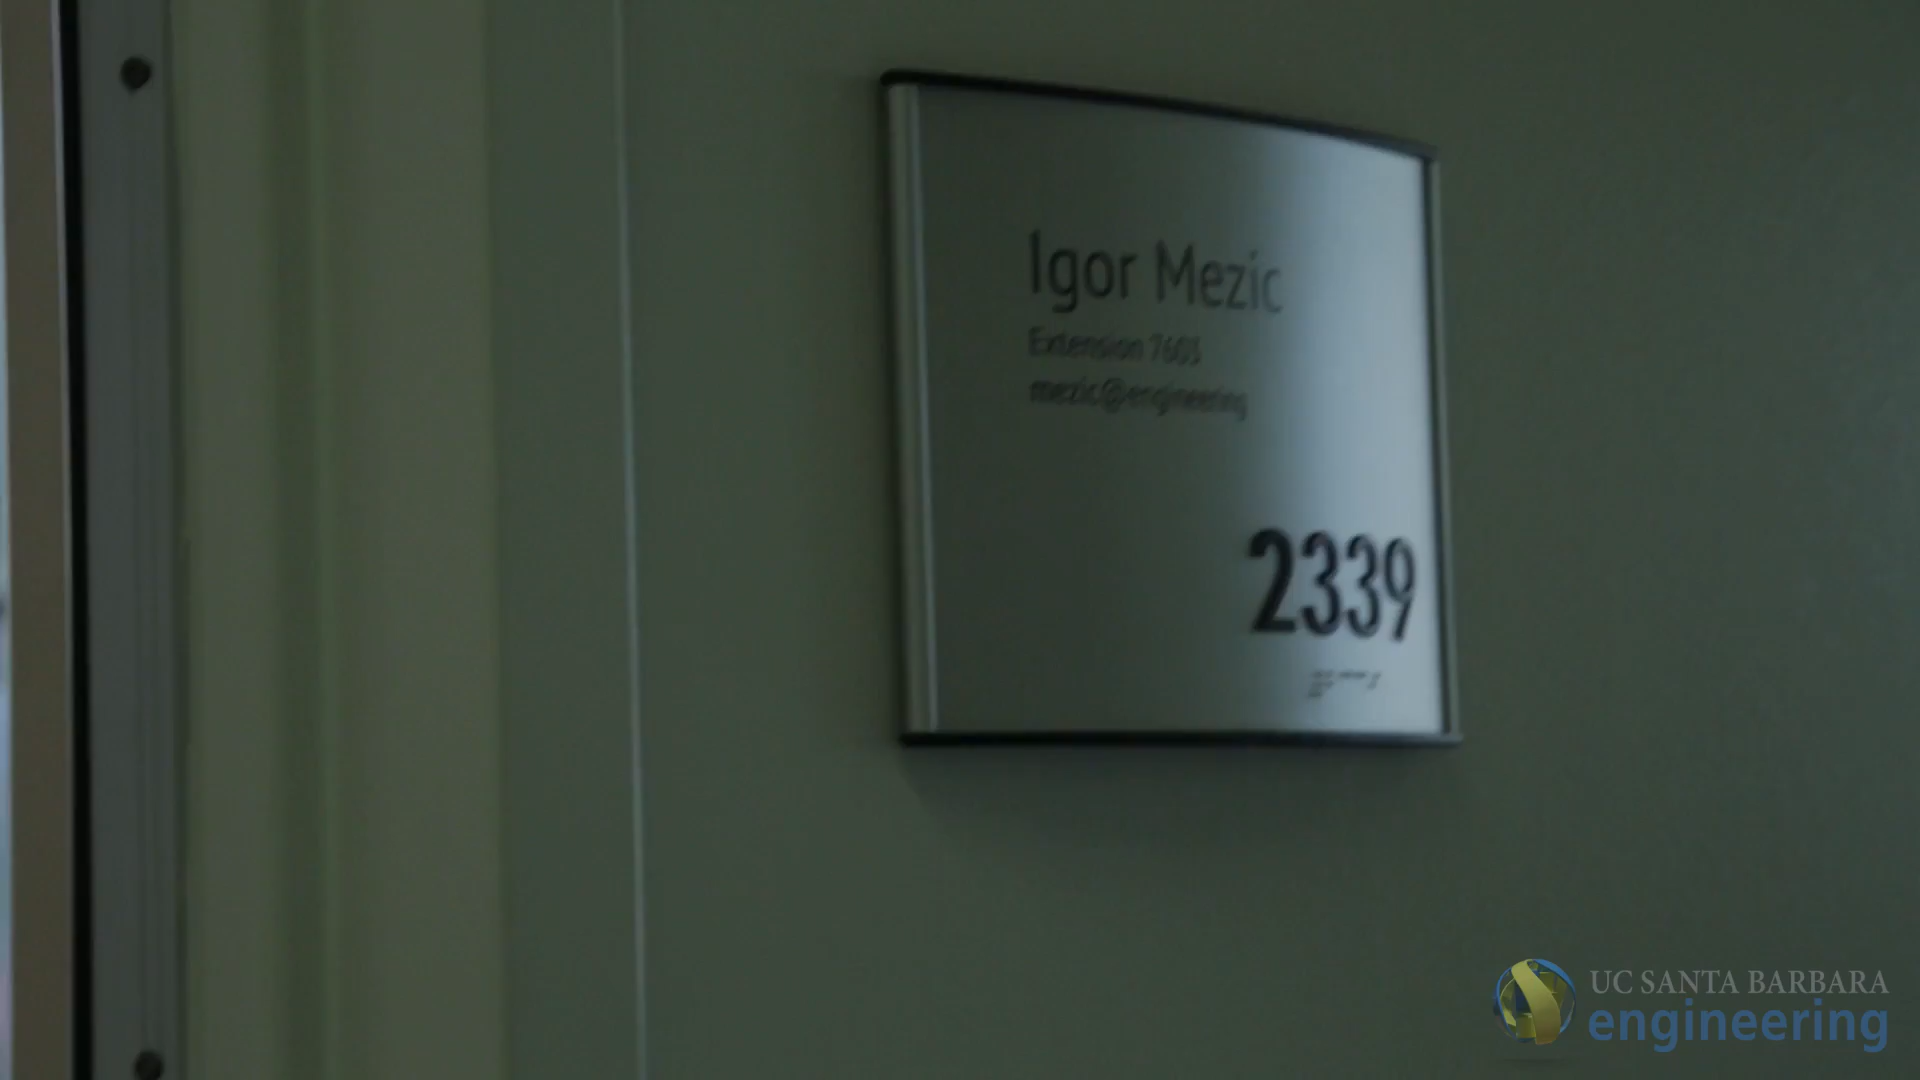 Igor Mezic
Extension 7603
mezic@engineering
2339
UC SANTA BARBARA
engineering